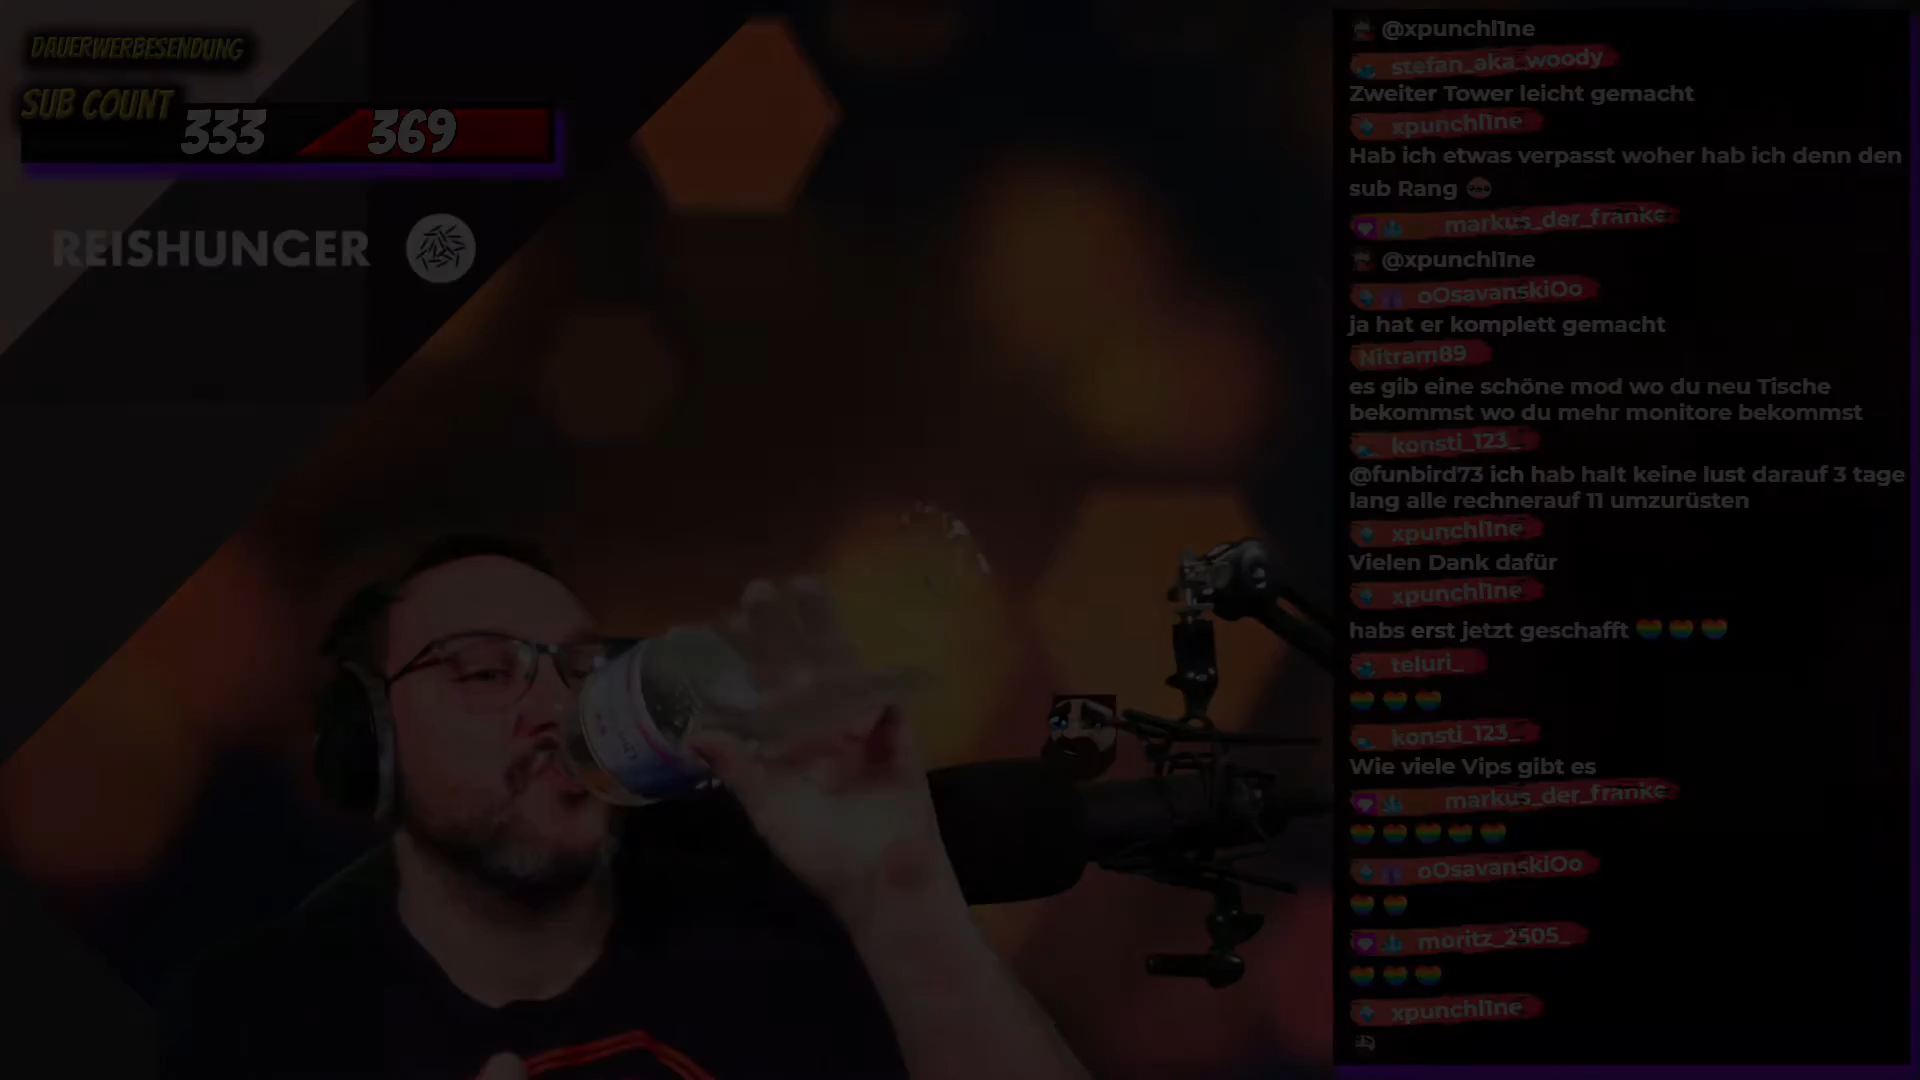 DAUERWERBESENDUNG
SUB COUNT
333 369
REISHUNGER
@xpunchl1ne
stefan_aka_woody
Zweiter Tower leicht gemacht
xpunchl1ne
Hab ich etwas verpasst woher hab ich denn den
sub Rang
markus_der_franke
@xpunchl1ne
oOsavanskiOo
ja hat er komplett gemacht
Nitram89
es gib eine schöne mod wo du neu Tische
bekommst wo du mehr monitore bekommst
konsti_123_
@funbird73 ich hab halt keine lust darauf 3 tage
lang alle rechnerauf 11 umzurüsten
xpunchl1ne
Vielen Dank dafür
xpunchl1ne
habs erst jetzt geschafft
teluri_
konsti_123_
Wie viele Vips gibt es
markus_der_franke
oOsavanskiOo
moritz_2505_
xpunchl1ne